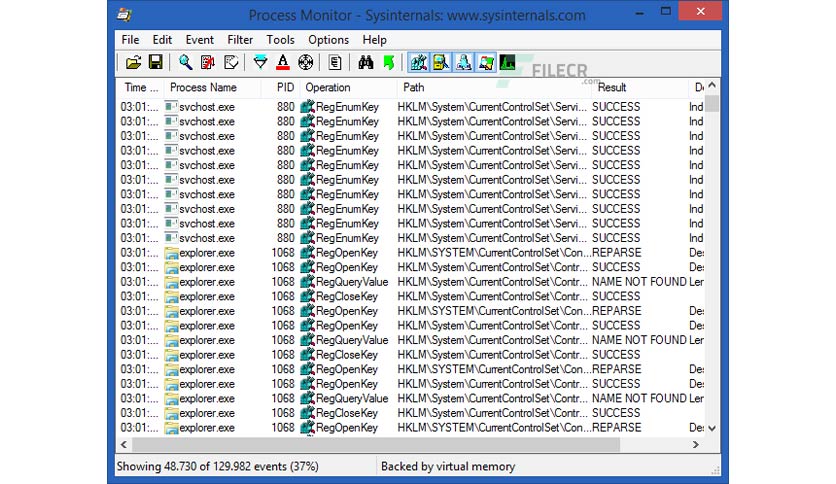 Process Monitor - Sysinternals: www.sysinternals.com
File Edit Event Filter Tools Options Help
FILECR .com
Time ... Process Name PID Operation Path Result De
03:01:... svchost.exe 880 RegEnumKey HKLM\System\CurrentControlSet\Servi... SUCCESS Ind
03:01:... svchost.exe 880 RegEnumKey HKLM\System\CurrentControlSet\Servi... SUCCESS Ind
03:01:... svchost.exe 880 RegEnumKey HKLM\System\CurrentControlSet\Servi... SUCCESS Ind
03:01:... svchost.exe 880 RegEnumKey HKLM\System\CurrentControlSet\Servi... SUCCESS Ind
03:01:... svchost.exe 880 RegEnumKey HKLM\System\CurrentControlSet\Servi... SUCCESS Ind
03:01:... svchost.exe 880 RegEnumKey HKLM\System\CurrentControlSet\Servi... SUCCESS Ind
03:01:... svchost.exe 880 RegEnumKey HKLM\System\CurrentControlSet\Servi... SUCCESS Ind
03:01:... svchost.exe 880 RegEnumKey HKLM\System\CurrentControlSet\Servi... SUCCESS Ind
03:01:... svchost.exe 880 RegEnumKey HKLM\System\CurrentControlSet\Servi... SUCCESS Ind
03:01:... svchost.exe 880 RegEnumKey HKLM\System\CurrentControlSet\Servi... SUCCESS Ind
03:01:... explorer.exe 1068 RegOpenKey HKLM\SYSTEM\CurrentControlSet\Con... REPARSE Des
03:01:... explorer.exe 1068 RegOpenKey HKLM\System\CurrentControlSet\Contr... SUCCESS Des
03:01:... explorer.exe 1068 RegQueryValue HKLM\System\CurrentControlSet\Contr... NAME NOT FOUND Len
03:01:... explorer.exe 1068 RegCloseKey HKLM\System\CurrentControlSet\Contr... SUCCESS
03:01:... explorer.exe 1068 RegOpenKey HKLM\SYSTEM\CurrentControlSet\Con... REPARSE Des
03:01:... explorer.exe 1068 RegOpenKey HKLM\System\CurrentControlSet\Contr... SUCCESS Des
03:01:... explorer.exe 1068 RegQueryValue HKLM\System\CurrentControlSet\Contr... NAME NOT FOUND Len
03:01:... explorer.exe 1068 RegCloseKey HKLM\System\CurrentControlSet\Contr... SUCCESS
03:01:... explorer.exe 1068 RegOpenKey HKLM\SYSTEM\CurrentControlSet\Con... REPARSE Des
03:01:... explorer.exe 1068 RegOpenKey HKLM\System\CurrentControlSet\Contr... SUCCESS Des
03:01:... explorer.exe 1068 RegQueryValue HKLM\System\CurrentControlSet\Contr... NAME NOT FOUND Len
03:01:... explorer.exe 1068 RegCloseKey HKLM\System\CurrentControlSet\Contr... SUCCESS
03:01:... explorer.exe 1068 RegOpenKey HKLM\SYSTEM\CurrentControlSet\Con... REPARSE Des
Showing 48.730 of 129.982 events (37%) Backed by virtual memory